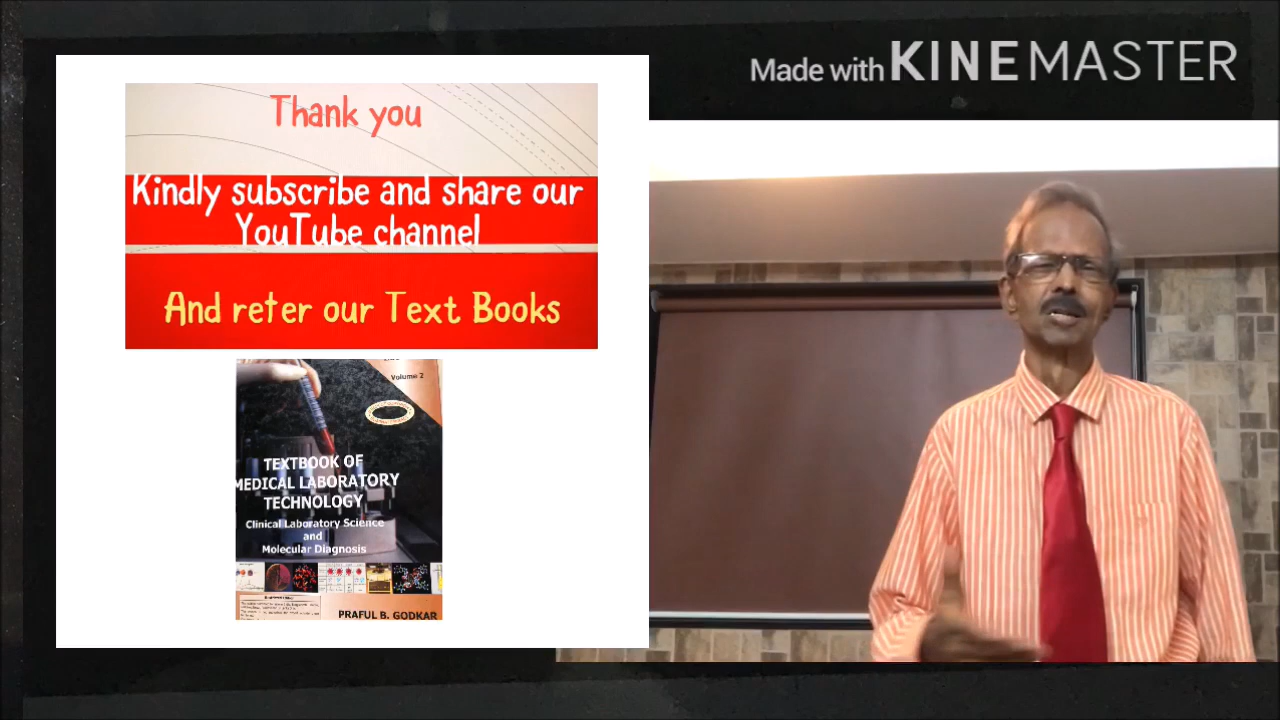 Made with KINEMASTER
Thank you
Kindly subscribe and share our
YouTube channel
And reter our Text Books
Volume 2
TEXTBOOK OF
MEDICAL LABORATORY
TECHNOLOGY
Clinical Laboratory Science
and
Molecular Diagnosis
PRAFUL B. GODKAR